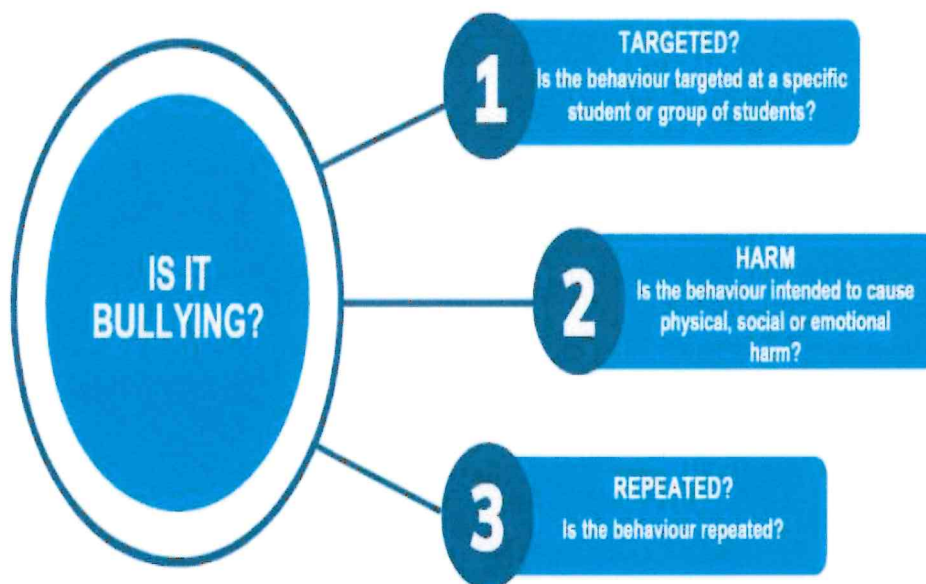 IS IT
BULLYING?
1
TARGETED?
Is the behaviour targeted at a specific
student or group of students?
2
HARM
Is the behaviour intended to cause
physical, social or emotional
harm?
3
REPEATED?
Is the behaviour repeated?